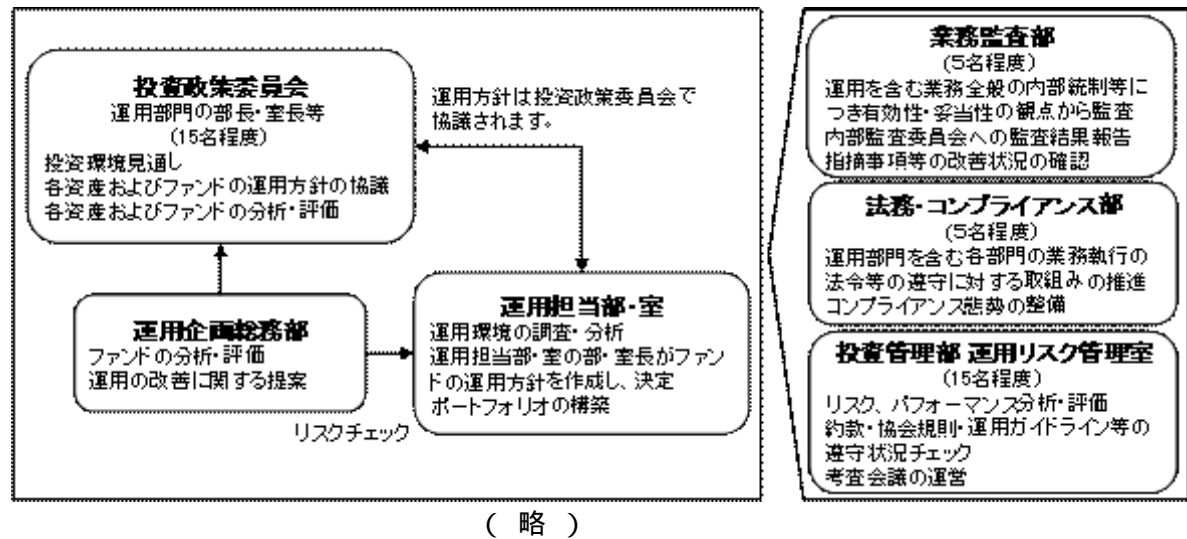 投資政策委員会
運用部門の部長・室長等
(15名程度)
投資環境見通し
各資産およびファンドの運用方針の協議
各資産およびファンドの分析・評価
運用方針は投資政策委員会で
協議されます。
運用企画総務部
ファンドの分析・評価
運用の改善に関する提案
運用担当部・室
運用環境の調査・分析
運用担当部・室の部・室長がファン
ドの運用方針を作成し、決定
ポートフォリオの構築
リスクチェック
業務監査部
(5名程度)
運用を含む業務全般の内部統制等に
つき有効性・妥当性の観点から監査
内部監査委員会への監査結果報告
指摘事項等の改善状況の確認
法務・コンプライアンス部
(5名程度)
運用部門を含む各部門の業務執行の
法令等の遵守に対する取組みの推進
コンプライアンス態勢の整備
投資管理部 運用リスク管理室
(15名程度)
リスク、パフォーマンス分析・評価
約款・協会規則・運用ガイドライン等の
遵守状況チェック
考査会議の運営
( 略 )